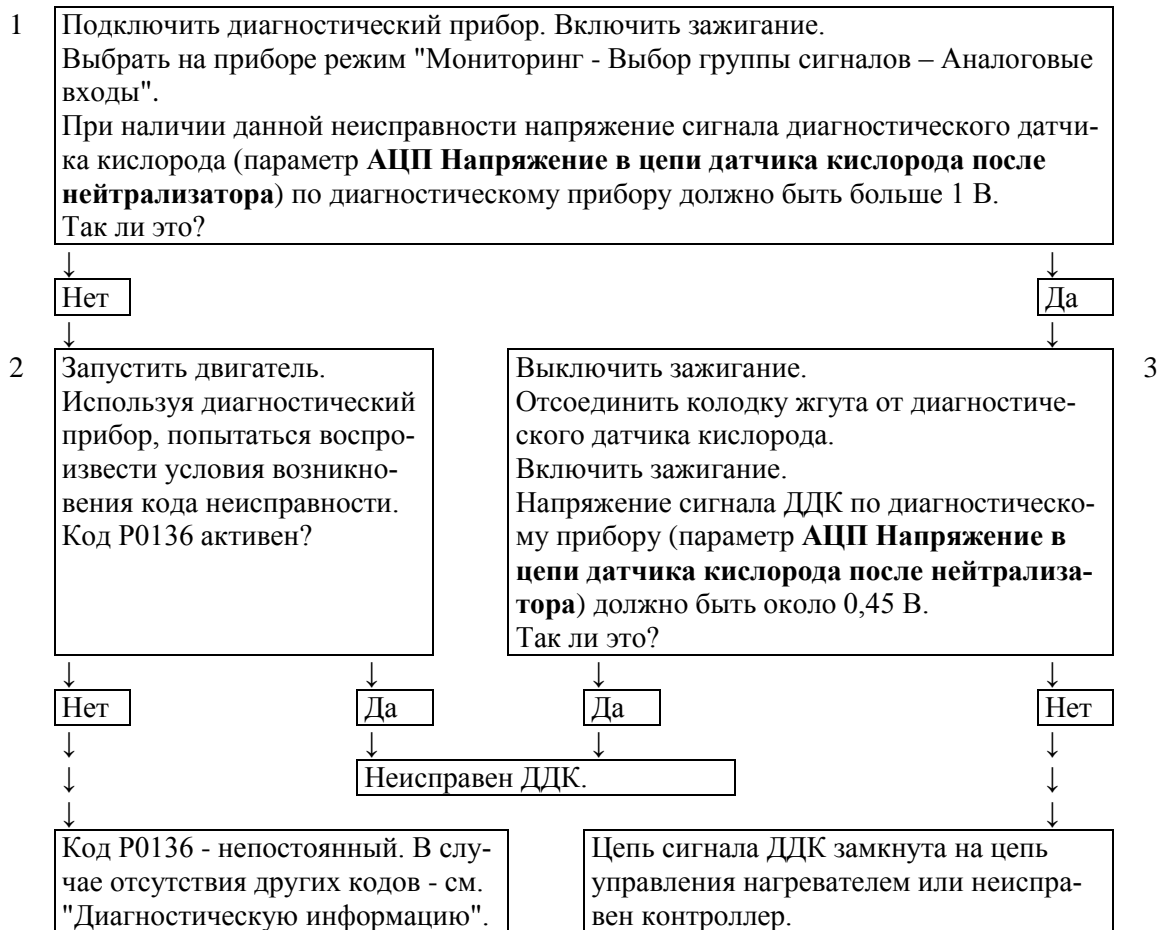 1
Подключить диагностический прибор. Включить зажигание.
Выбрать на приборе режим "Мониторинг - Выбор группы сигналов – Аналоговые
входы".
При наличии данной неисправности напряжение сигнала диагностического датчи-
ка кислорода (параметр АЦП Напряжение в цепи датчика кислорода после
нейтрализатора) по диагностическому прибору должно быть больше 1 В.
Так ли это?
↓ ↓
Нет Да
↓ ↓
2
Запустить двигатель.
Используя диагностический
прибор, попытаться воспро-
извести условия возникно-
вения кода неисправности.
Код Р0136 активен?
3
Выключить зажигание.
Отсоединить колодку жгута от диагностиче-
ского датчика кислорода.
Включить зажигание.
Напряжение сигнала ДДК по диагностическо-
му прибору (параметр АЦП Напряжение в
цепи датчика кислорода после нейтрализа-
тора) должно быть около 0,45 В.
Так ли это?
↓ ↓ ↓ ↓
Нет Да Да Нет
↓ ↓ ↓ ↓
↓ Неисправен ДДК. ↓
↓ ↓
Код Р0136 - непостоянный. В слу-
чае отсутствия других кодов - см.
"Диагностическую информацию".
Цепь сигнала ДДК замкнута на цепь
управления нагревателем или неиспра-
вен контроллер.